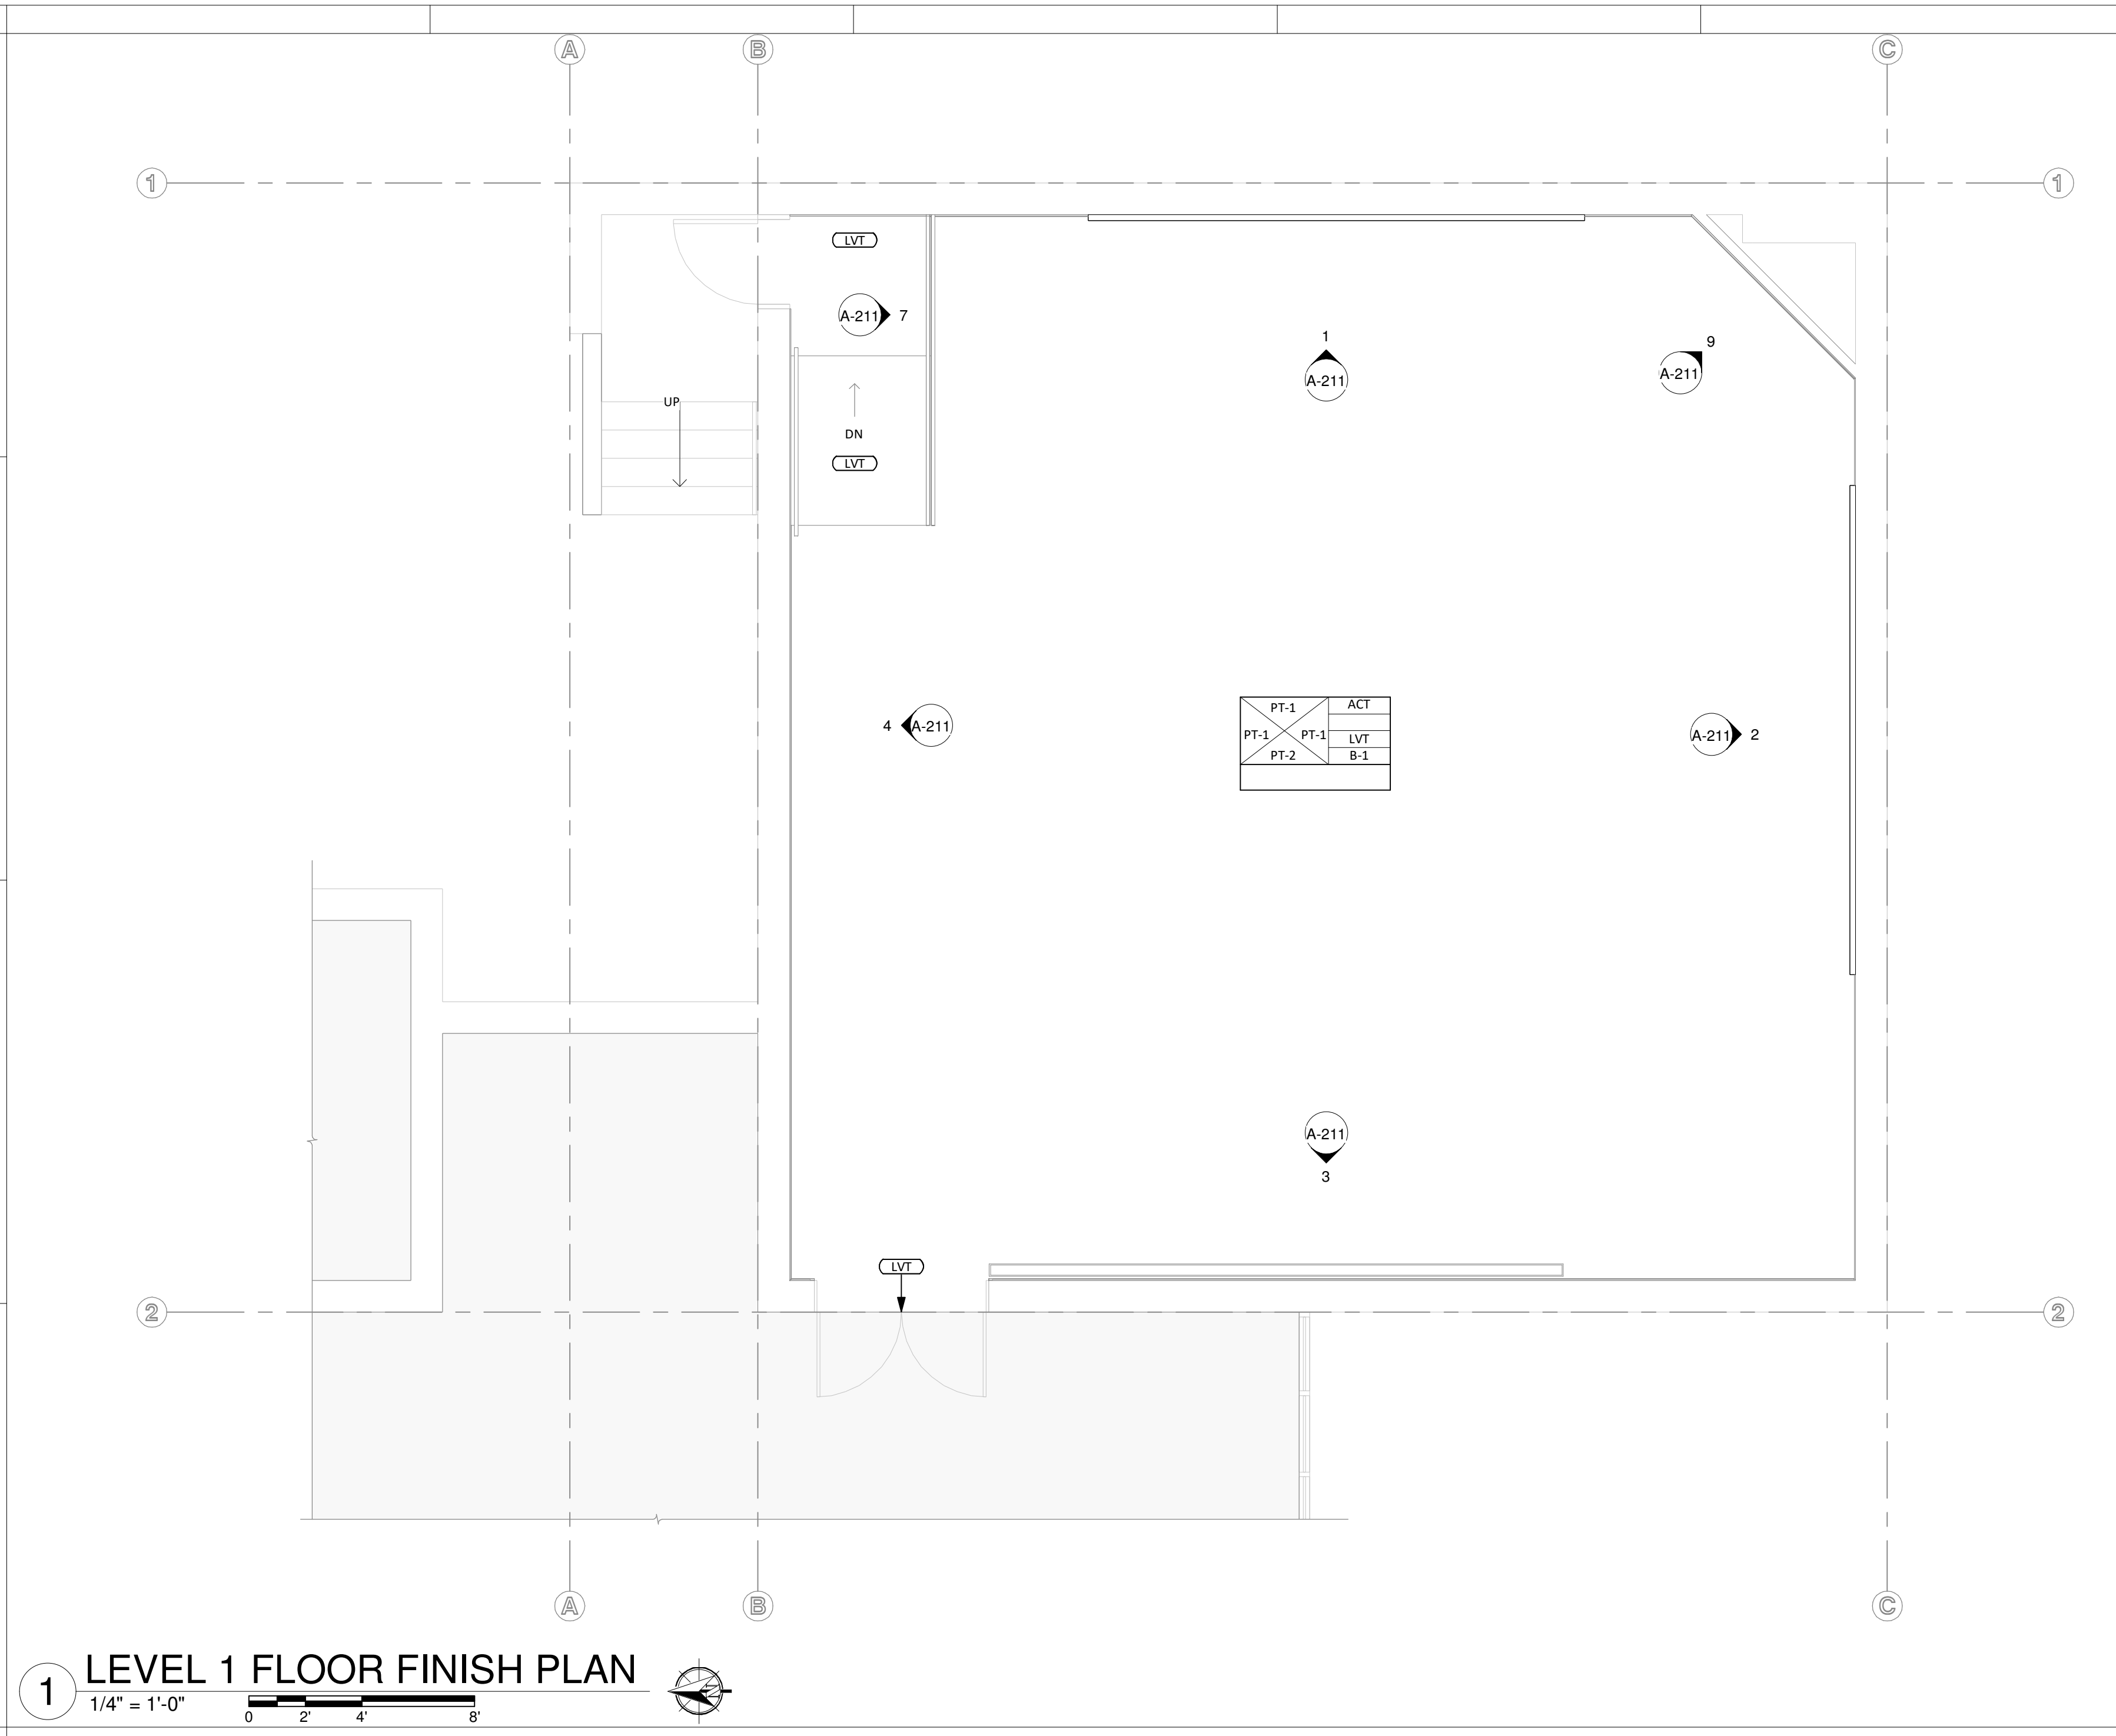 A B C
1 1
LVT
A-211 7
1
A-211
9
A-211
UP
DN
LVT
4 A-211
PT-1 ACT
PT-1 PT-1 LVT
PT-2 B-1
A-211 2
A-211
3
LVT
2 2
A B C
1 LEVEL 1 FLOOR FINISH PLAN
1/4" = 1'-0"
0 2' 4' 8'
N